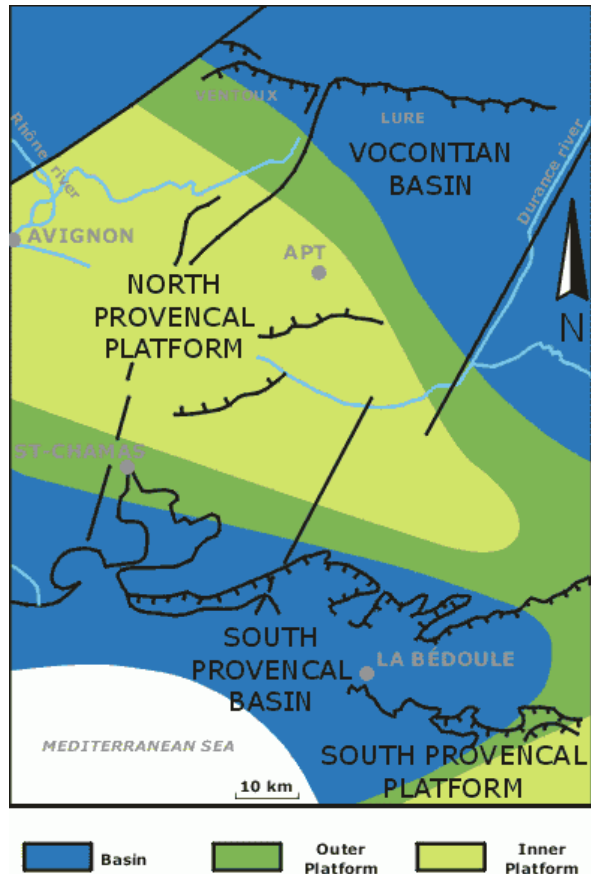 VENTOUX
LURE
VOCONTIAN
BASIN
Rhône river
Durance river
AVIGNON
APT
N
NORTH
PROVENCAL
PLATFORM
ST-CHAMAS
SOUTH
PROVENCAL
BASIN
LA BÉDOULE
MEDITERRANEAN SEA
SOUTH PROVENCAL
PLATFORM
10 km
Basin
Outer
Platform
Inner
Platform